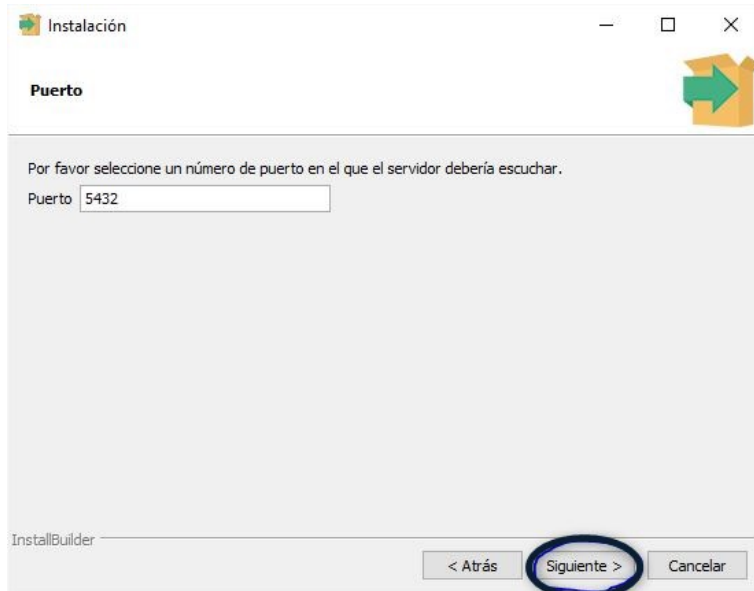 Instalación
Puerto
Por favor seleccione un número de puerto en el que el servidor debería escuchar.
Puerto 5432
InstallBuilder
< Atrás Siguiente > Cancelar